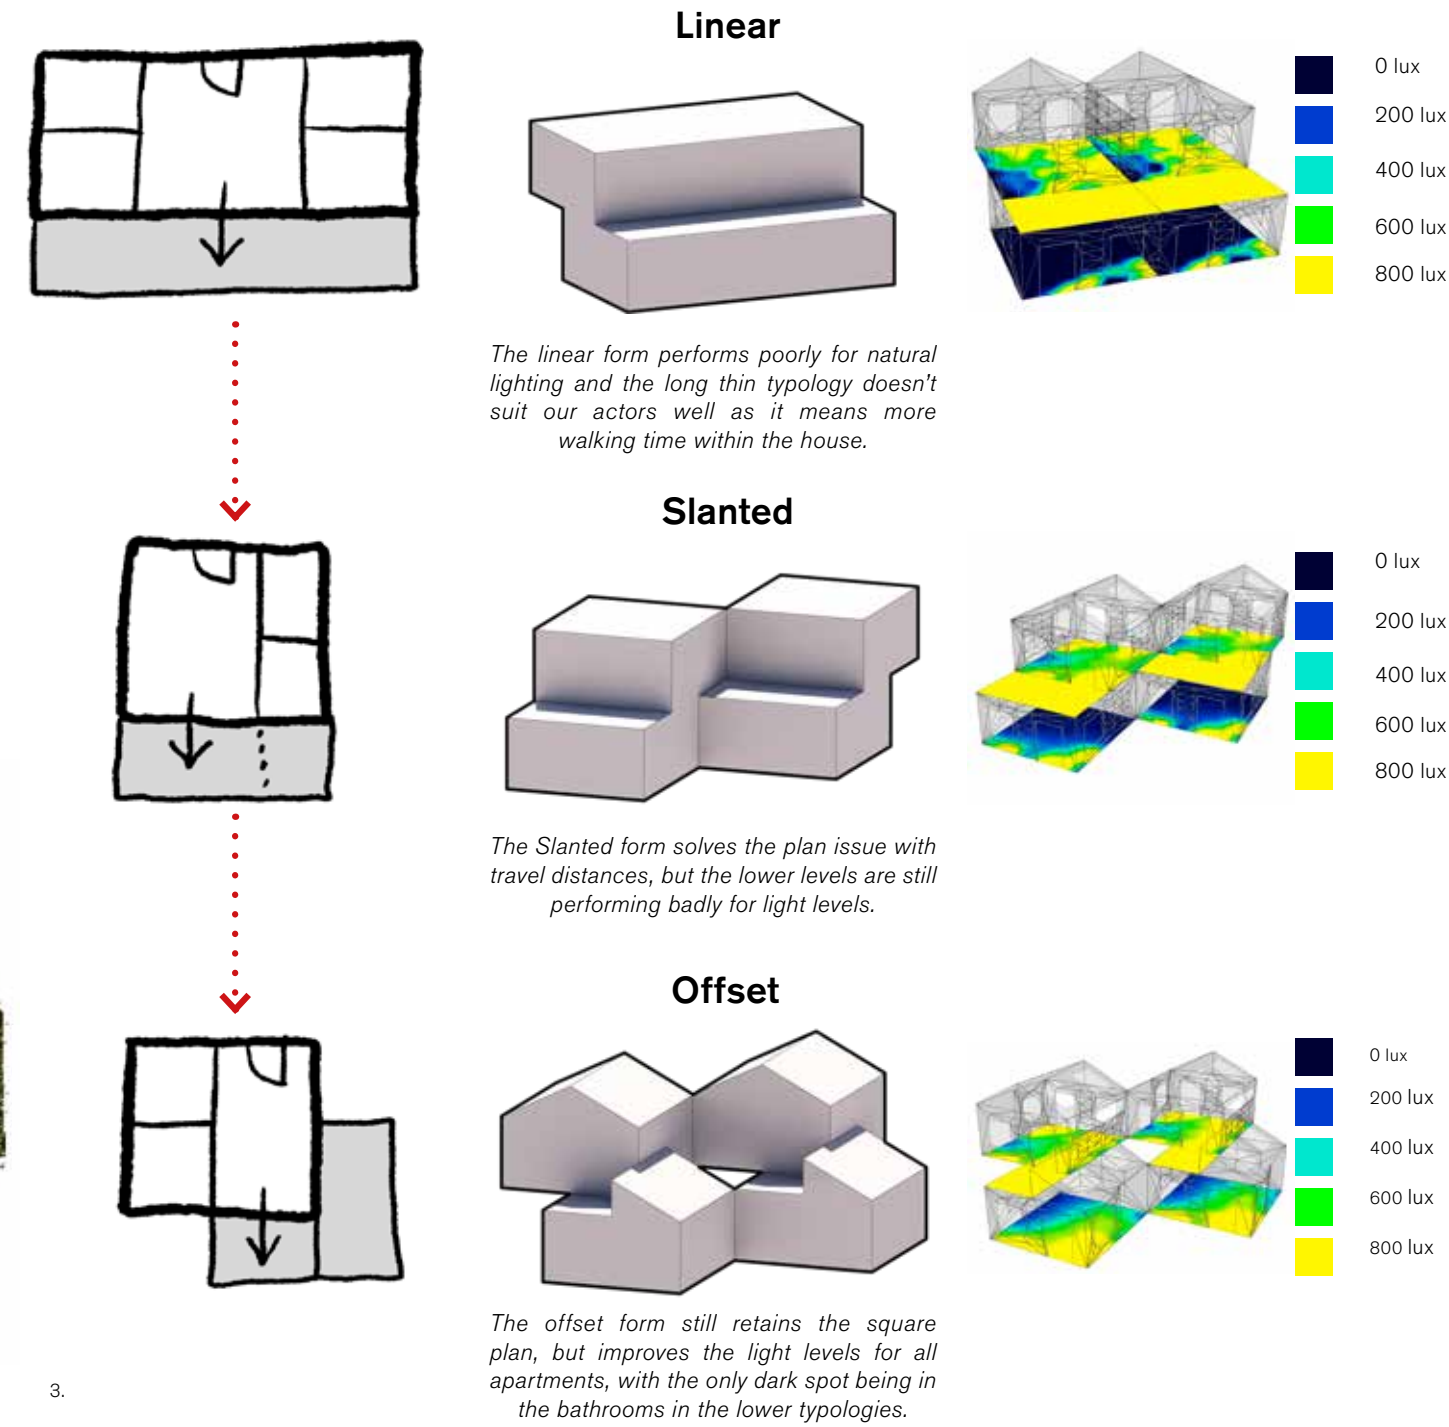 Linear
0 lux
200 lux
400 lux
600 lux
800 lux
The linear form performs poorly for natural
lighting and the long thin typology doesn't
suit our actors well as it means more
walking time within the house.
Slanted
0 lux
200 lux
400 lux
600 lux
800 lux
The Slanted form solves the plan issue with
travel distances, but the lower levels are still
performing badly for light levels.
Offset
0 lux
200 lux
400 lux
600 lux
800 lux
The offset form still retains the square
plan, but improves the light levels for all
apartments, with the only dark spot being in
the bathrooms in the lower typologies.
3.